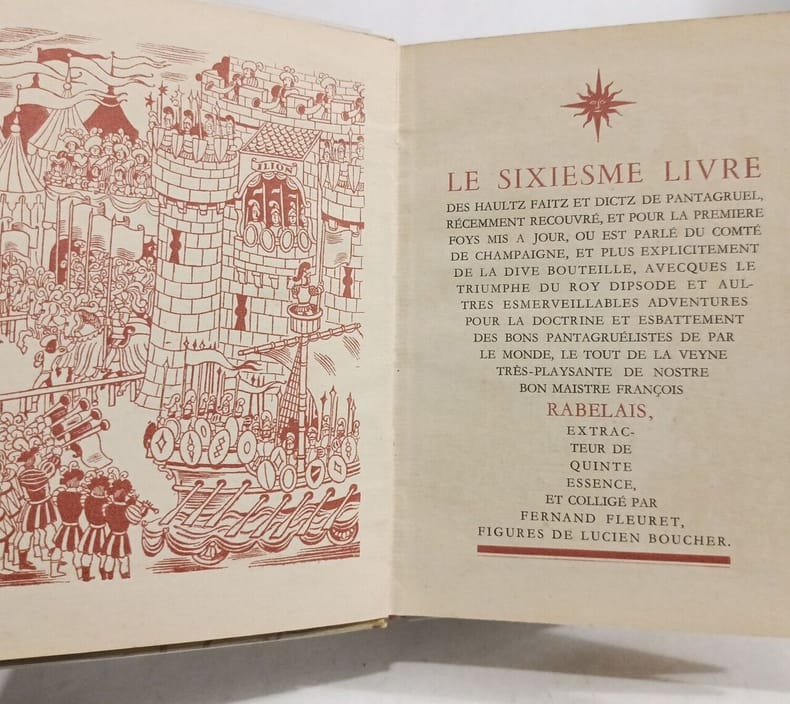 ILION
LE SIXIESME LIVRE
DES HAULTZ FAITZ ET DICTZ DE PANTAGRUEL,
RÉCEMMENT RECOUVRÉ, ET POUR LA PREMIERE
FOYS MIS A JOUR, OU EST PARLÉ DU COMTÉ
DE CHAMPAIGNE, ET PLUS EXPLICITEMENT
DE LA DIVE BOUTEILLE, AVECQUES LE
TRIUMPHE DU ROY DIPSODE ET AUL-
TRES ESMERVEILLABLES ADVENTURES
POUR LA DOCTRINE ET ESBATTEMENT
DES BONS PANTAGRUÉLISTES DE PAR
LE MONDE, LE TOUT DE LA VEYNE
TRÈS-PLAYSANTE DE NOSTRE
BON MAISTRE FRANÇOIS
RABELAIS,
EXTRAC-
TEUR DE
QUINTE
ESSENCE,
ET COLLIGÉ PAR
FERNAND FLEURET,
FIGURES DE LUCIEN BOUCHER.